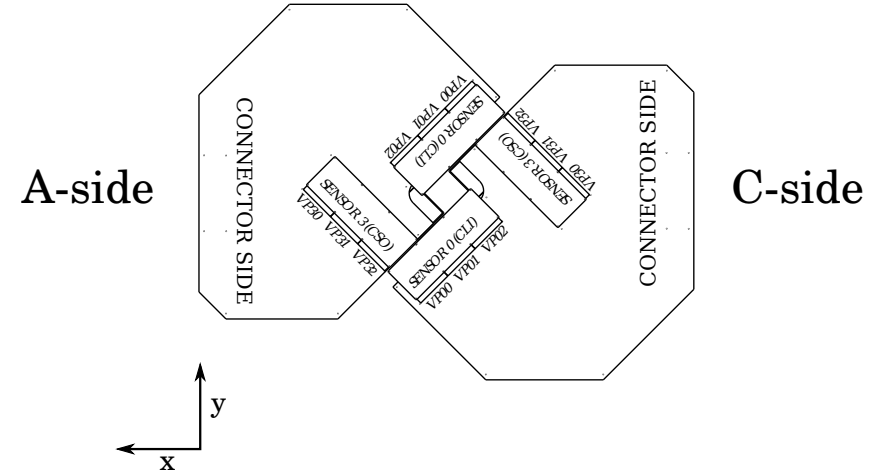 A-side
CONNECTOR SIDE
VP02 VP01 VP00
SENSOR 0 (CLI)
VP30 VP31 VP32
SENSOR 3 (CSO)
VP32 VP31 VP30
SENSOR 3 (CSO)
SENSOR 0 (CLI)
VP00 VP01 VP02
CONNECTOR SIDE
C-side
y
x